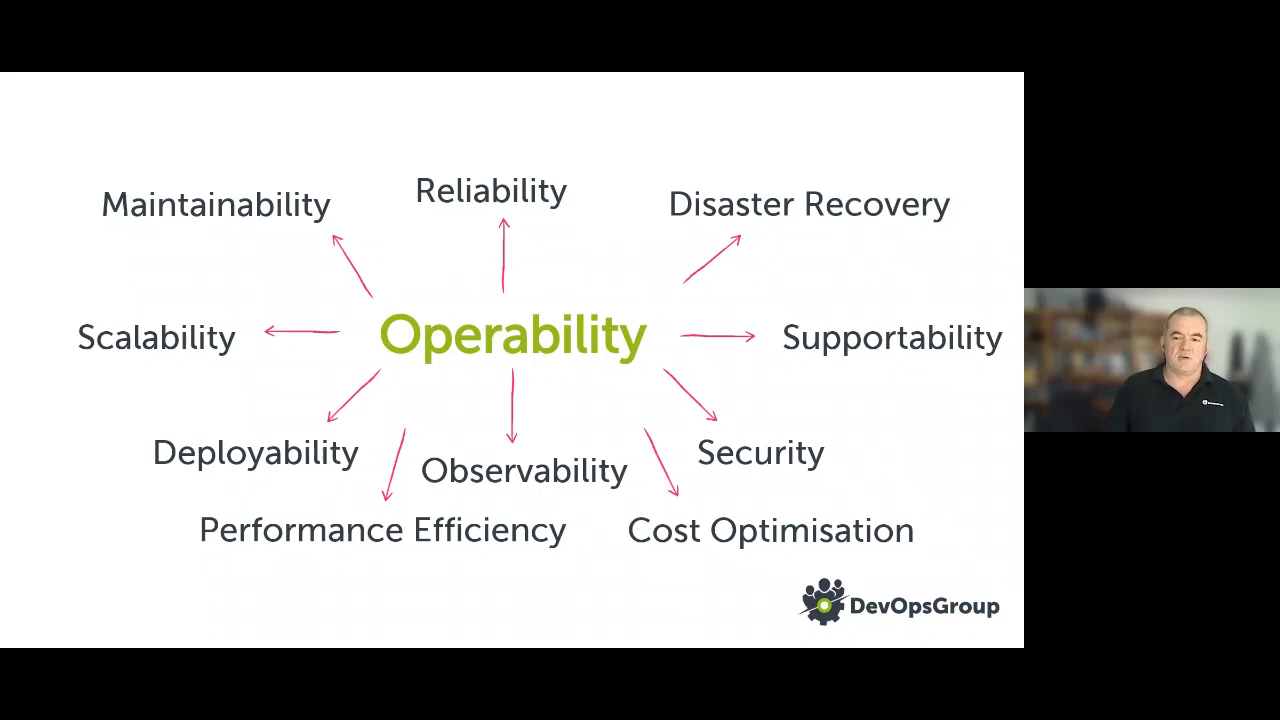 Maintainability
Reliability
Disaster Recovery
Scalability
Operability
Supportability
Deployability
Observability
Security
Performance Efficiency
Cost Optimisation
DevOpsGroup